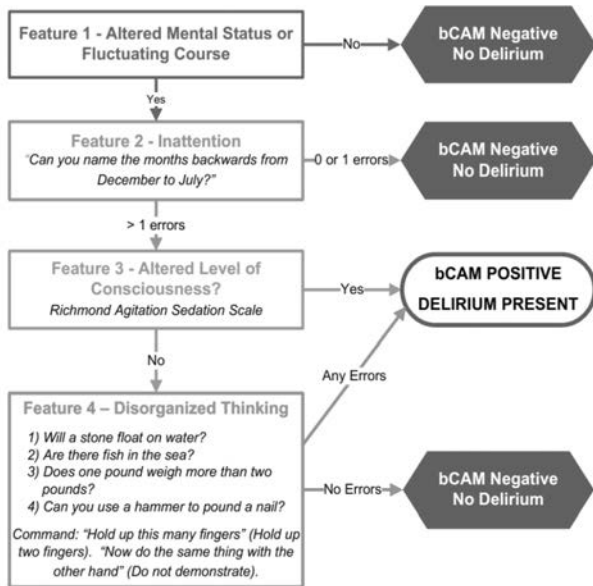 Feature 1 - Altered Mental Status or
Fluctuating Course
No
bCAM Negative
No Delirium
Yes
Feature 2 - Inattention
"Can you name the months backwards from
December to July?"
0 or 1 errors
bCAM Negative
No Delirium
> 1 errors
Feature 3 - Altered Level of
Consciousness?
Richmond Agitation Sedation Scale
Yes
bCAM POSITIVE
DELIRIUM PRESENT
No
Any Errors
Feature 4 – Disorganized Thinking
1) Will a stone float on water?
2) Are there fish in the sea?
3) Does one pound weigh more than two
pounds?
4) Can you use a hammer to pound a nail?
Command: "Hold up this many fingers" (Hold up
two fingers). "Now do the same thing with the
other hand" (Do not demonstrate).
No Errors
bCAM Negative
No Delirium